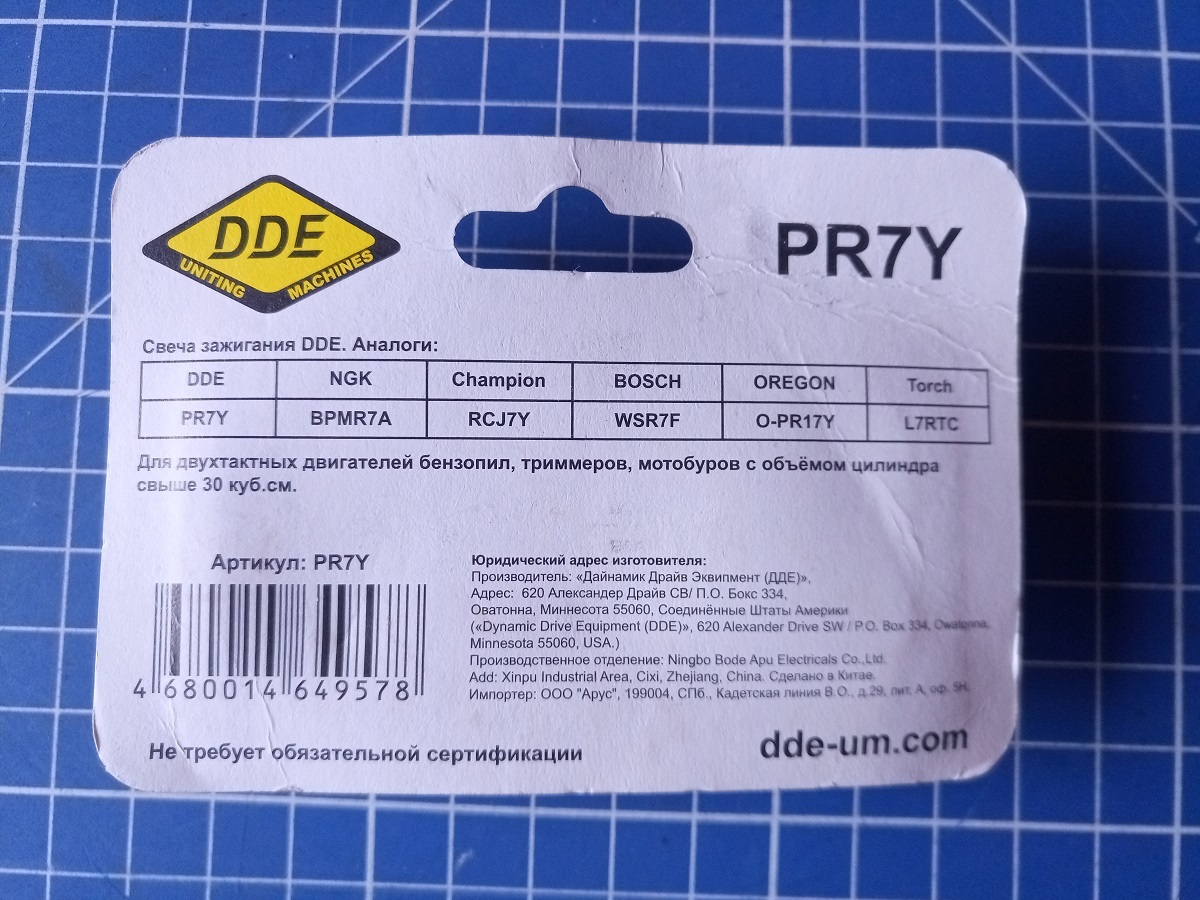 DDE
UNITING MACHINES
PR7Y
Свеча зажигания DDE. Аналоги:
DDE NGK Champion BOSCH OREGON Torch
PR7Y BPMR7A RCJ7Y WSR7F O-PR17Y L7RTC
Для двухтактных двигателей бензопил, триммеров, мотобуров с объёмом цилиндра
свыше 30 куб.см.
Артикул: PR7Y
4 680014 649578
Юридический адрес изготовителя:
Производитель: «Дайнамик Драйв Эквипмент (ДДЕ)»,
Адрес: 620 Александер Драйв СВ/ П.О. Бокс 334,
Оватонна, Миннесота 55060, Соединённые Штаты Америки
(«Dynamic Drive Equipment (DDE)», 620 Alexander Drive SW / P.O. Box 334, Owatonna,
Minnesota 55060, USA.)
Производственное отделение: Ningbo Bode Apu Electricals Co.,Ltd.
Add: Xinpu Industrial Area, Cixi, Zhejiang, China. Сделано в Китае.
Импортер: ООО "Арус", 199004, СПб., Кадетская линия В.О., д.29, лит. А, оф. 5Н.
Не требует обязательной сертификации
dde-um.com